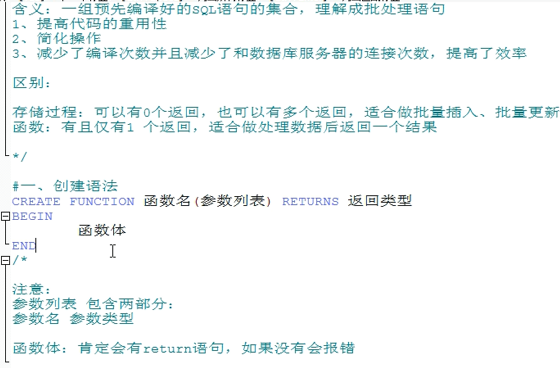 含义：一组预先编译好的SQL语句的集合，理解成批处理语句
1、提高代码的重用性
2、简化操作
3、减少了编译次数并且减少了和数据库服务器的连接次数，提高了效率
区别：
存储过程：可以有0个返回，也可以有多个返回，适合做批量插入、批量更新
函数：有且仅有1 个返回，适合做处理数据后返回一个结果
*/
#一、创建语法
CREATE FUNCTION 函数名(参数列表) RETURNS 返回类型
BEGIN
函数体
END
/*
注意：
参数列表 包含两部分：
参数名 参数类型
函数体：肯定会有return语句，如果没有会报错